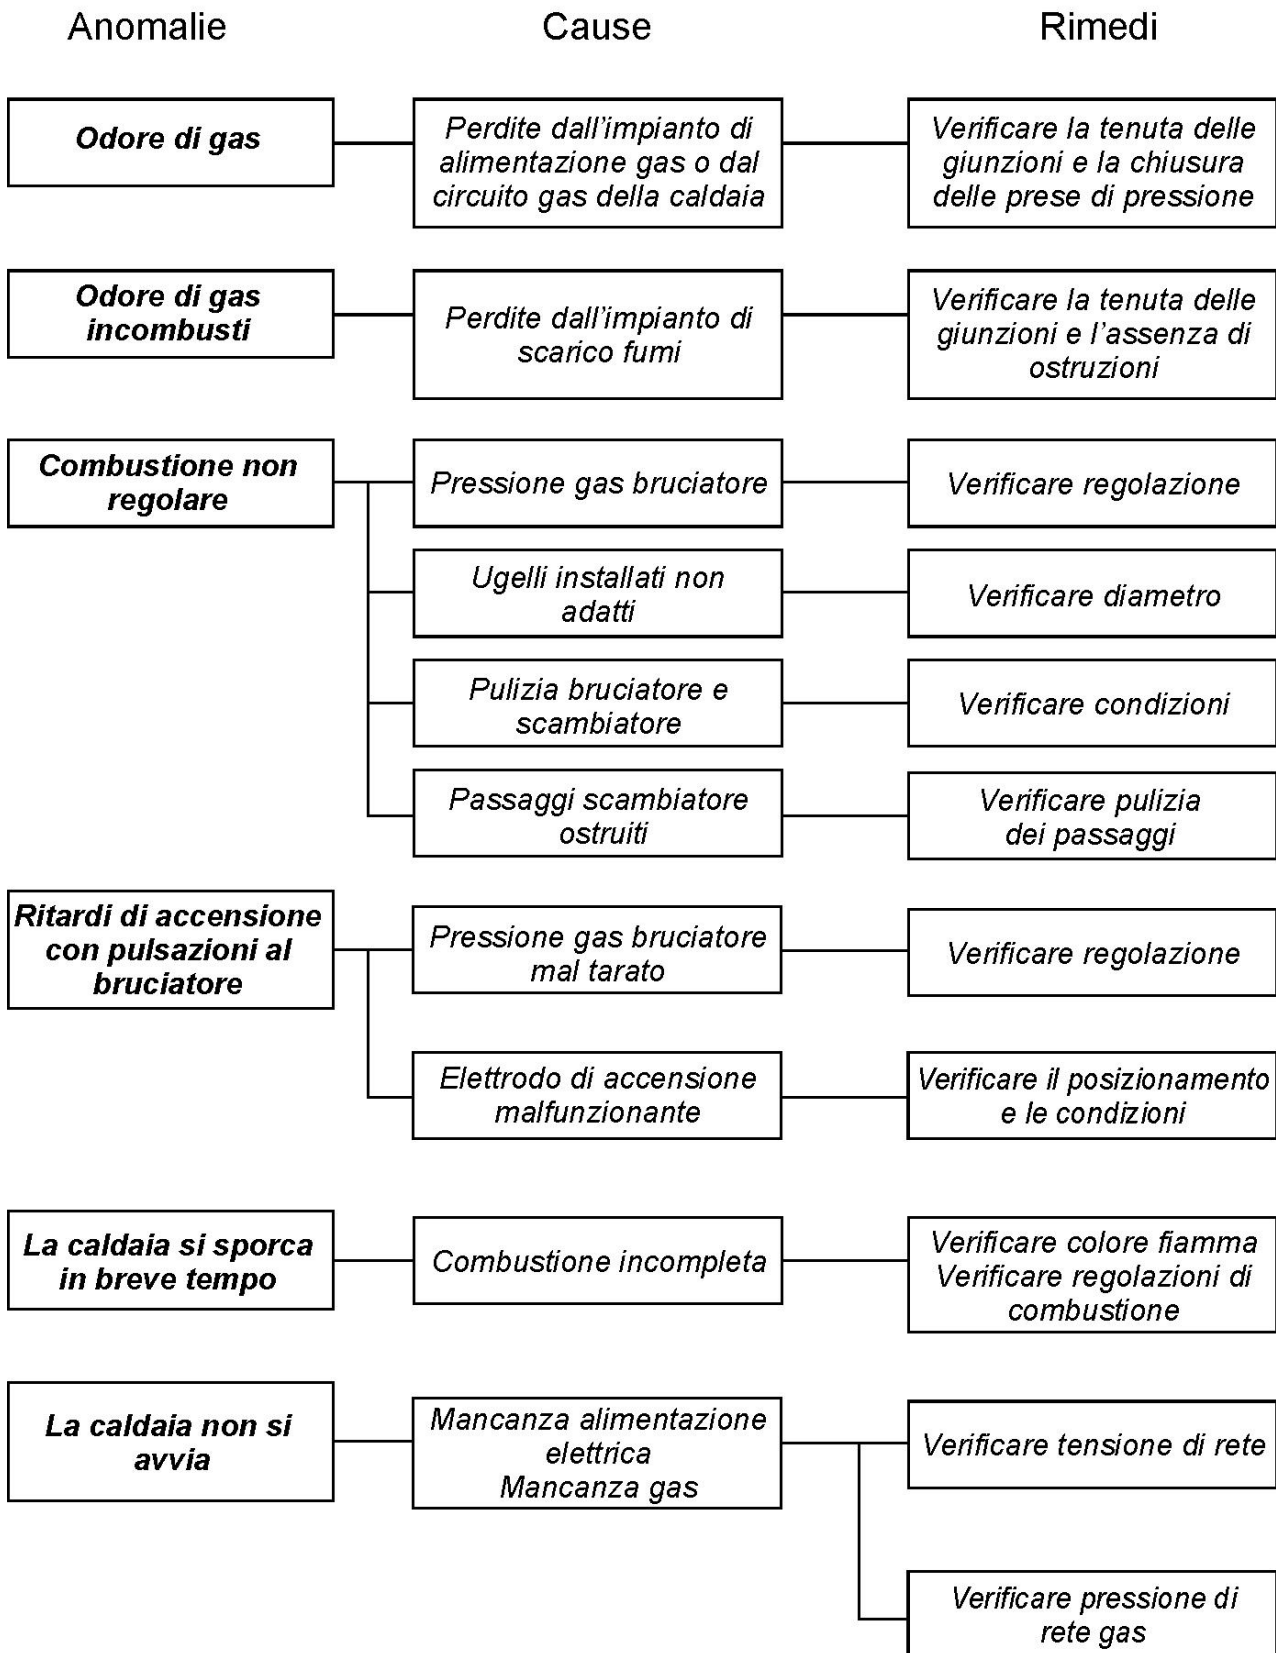 Anomalie
Cause
Rimedi
Odore di gas
Perdite dall'impianto di
alimentazione gas o dal
circuito gas della caldaia
Verificare la tenuta delle
giunzioni e la chiusura
delle prese di pressione
Odore di gas
incombusti
Perdite dall'impianto di
scarico fumi
Verificare la tenuta delle
giunzioni e l'assenza di
ostruzioni
Combustione non
regolare
Pressione gas bruciatore
Verificare regolazione
Ugelli installati non
adatti
Verificare diametro
Pulizia bruciatore e
scambiatore
Verificare condizioni
Passaggi scambiatore
ostruiti
Verificare pulizia
dei passaggi
Ritardi di accensione
con pulsazioni al
bruciatore
Pressione gas bruciatore
mal tarato
Verificare regolazione
Elettrodo di accensione
malfunzionante
Verificare il posizionamento
e le condizioni
La caldaia si sporca
in breve tempo
Combustione incompleta
Verificare colore fiamma
Verificare regolazioni di
combustione
La caldaia non si
avvia
Mancanza alimentazione
elettrica
Mancanza gas
Verificare tensione di rete
Verificare pressione di
rete gas